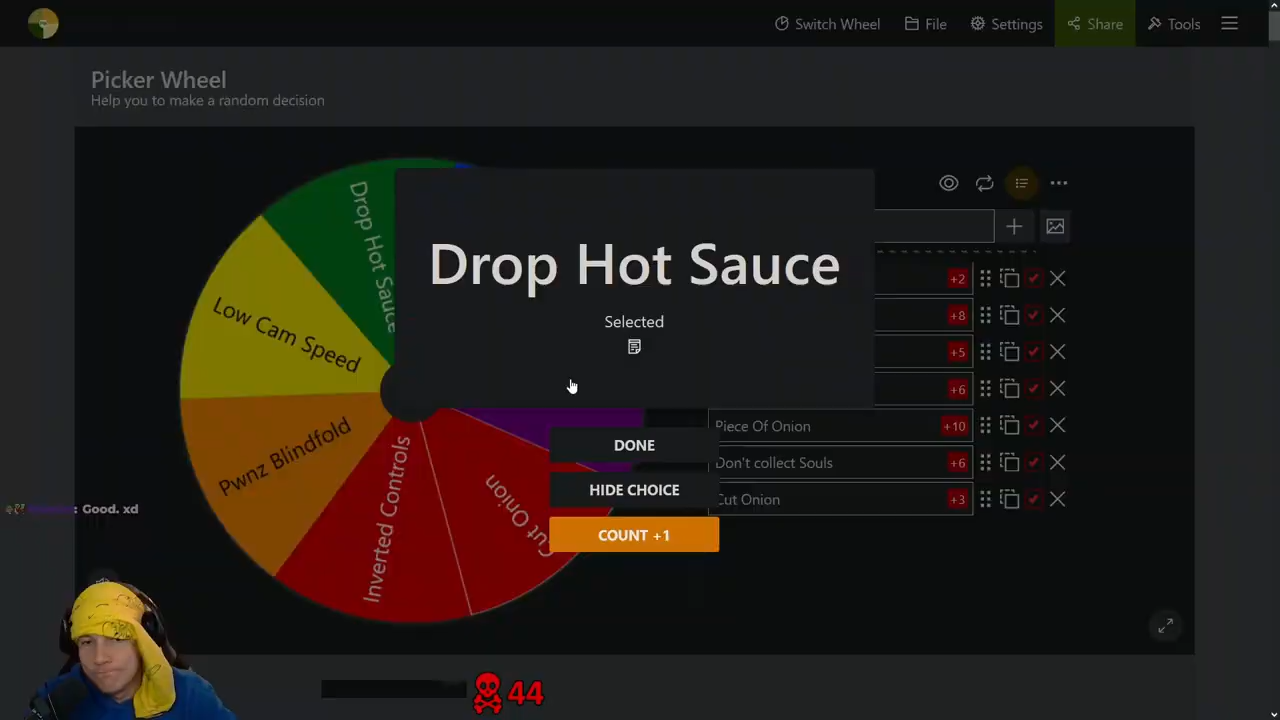 Switch Wheel
File
Settings
Share
Tools
Picker Wheel
Help you to make a random decision
Drop Hot Sauce
Low Cam Speed
Pwnz Blindfold
Inverted Controls
Cut Onion
Drop Hot Sauce
Selected
DONE
HIDE CHOICE
COUNT +1
+2
+8
+5
+6
Piece Of Onion +10
Don't collect Souls +6
Cut Onion +3
: Good. xd
44